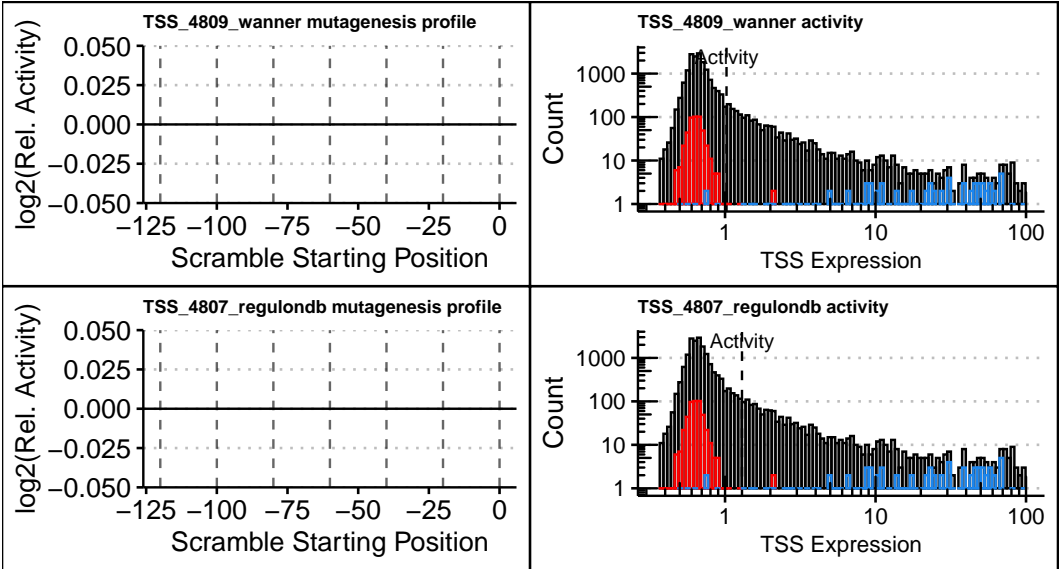 TSS_4809_wanner mutagenesis profile
log2(Rel. Activity)
0.050
0.025
0.000
−0.025
−0.050
−125 −100 −75 −50 −25 0
Scramble Starting Position
TSS_4809_wanner activity
Activity
Count
1000
100
10
1
1 10 100
TSS Expression
TSS_4807_regulondb mutagenesis profile
log2(Rel. Activity)
0.050
0.025
0.000
−0.025
−0.050
−125 −100 −75 −50 −25 0
Scramble Starting Position
TSS_4807_regulondb activity
Activity
Count
1000
100
10
1
1 10 100
TSS Expression